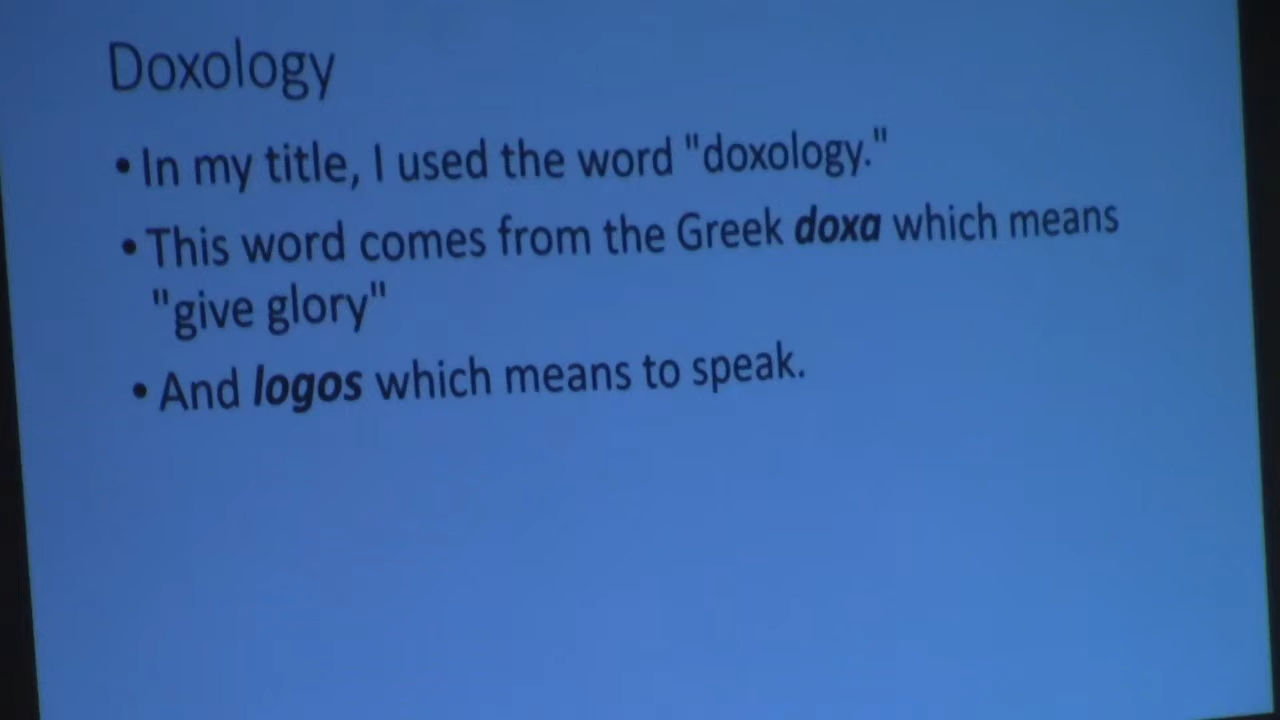 Doxology
• In my title, I used the word "doxology."
• This word comes from the Greek doxa which means
"give glory"
• And logos which means to speak.